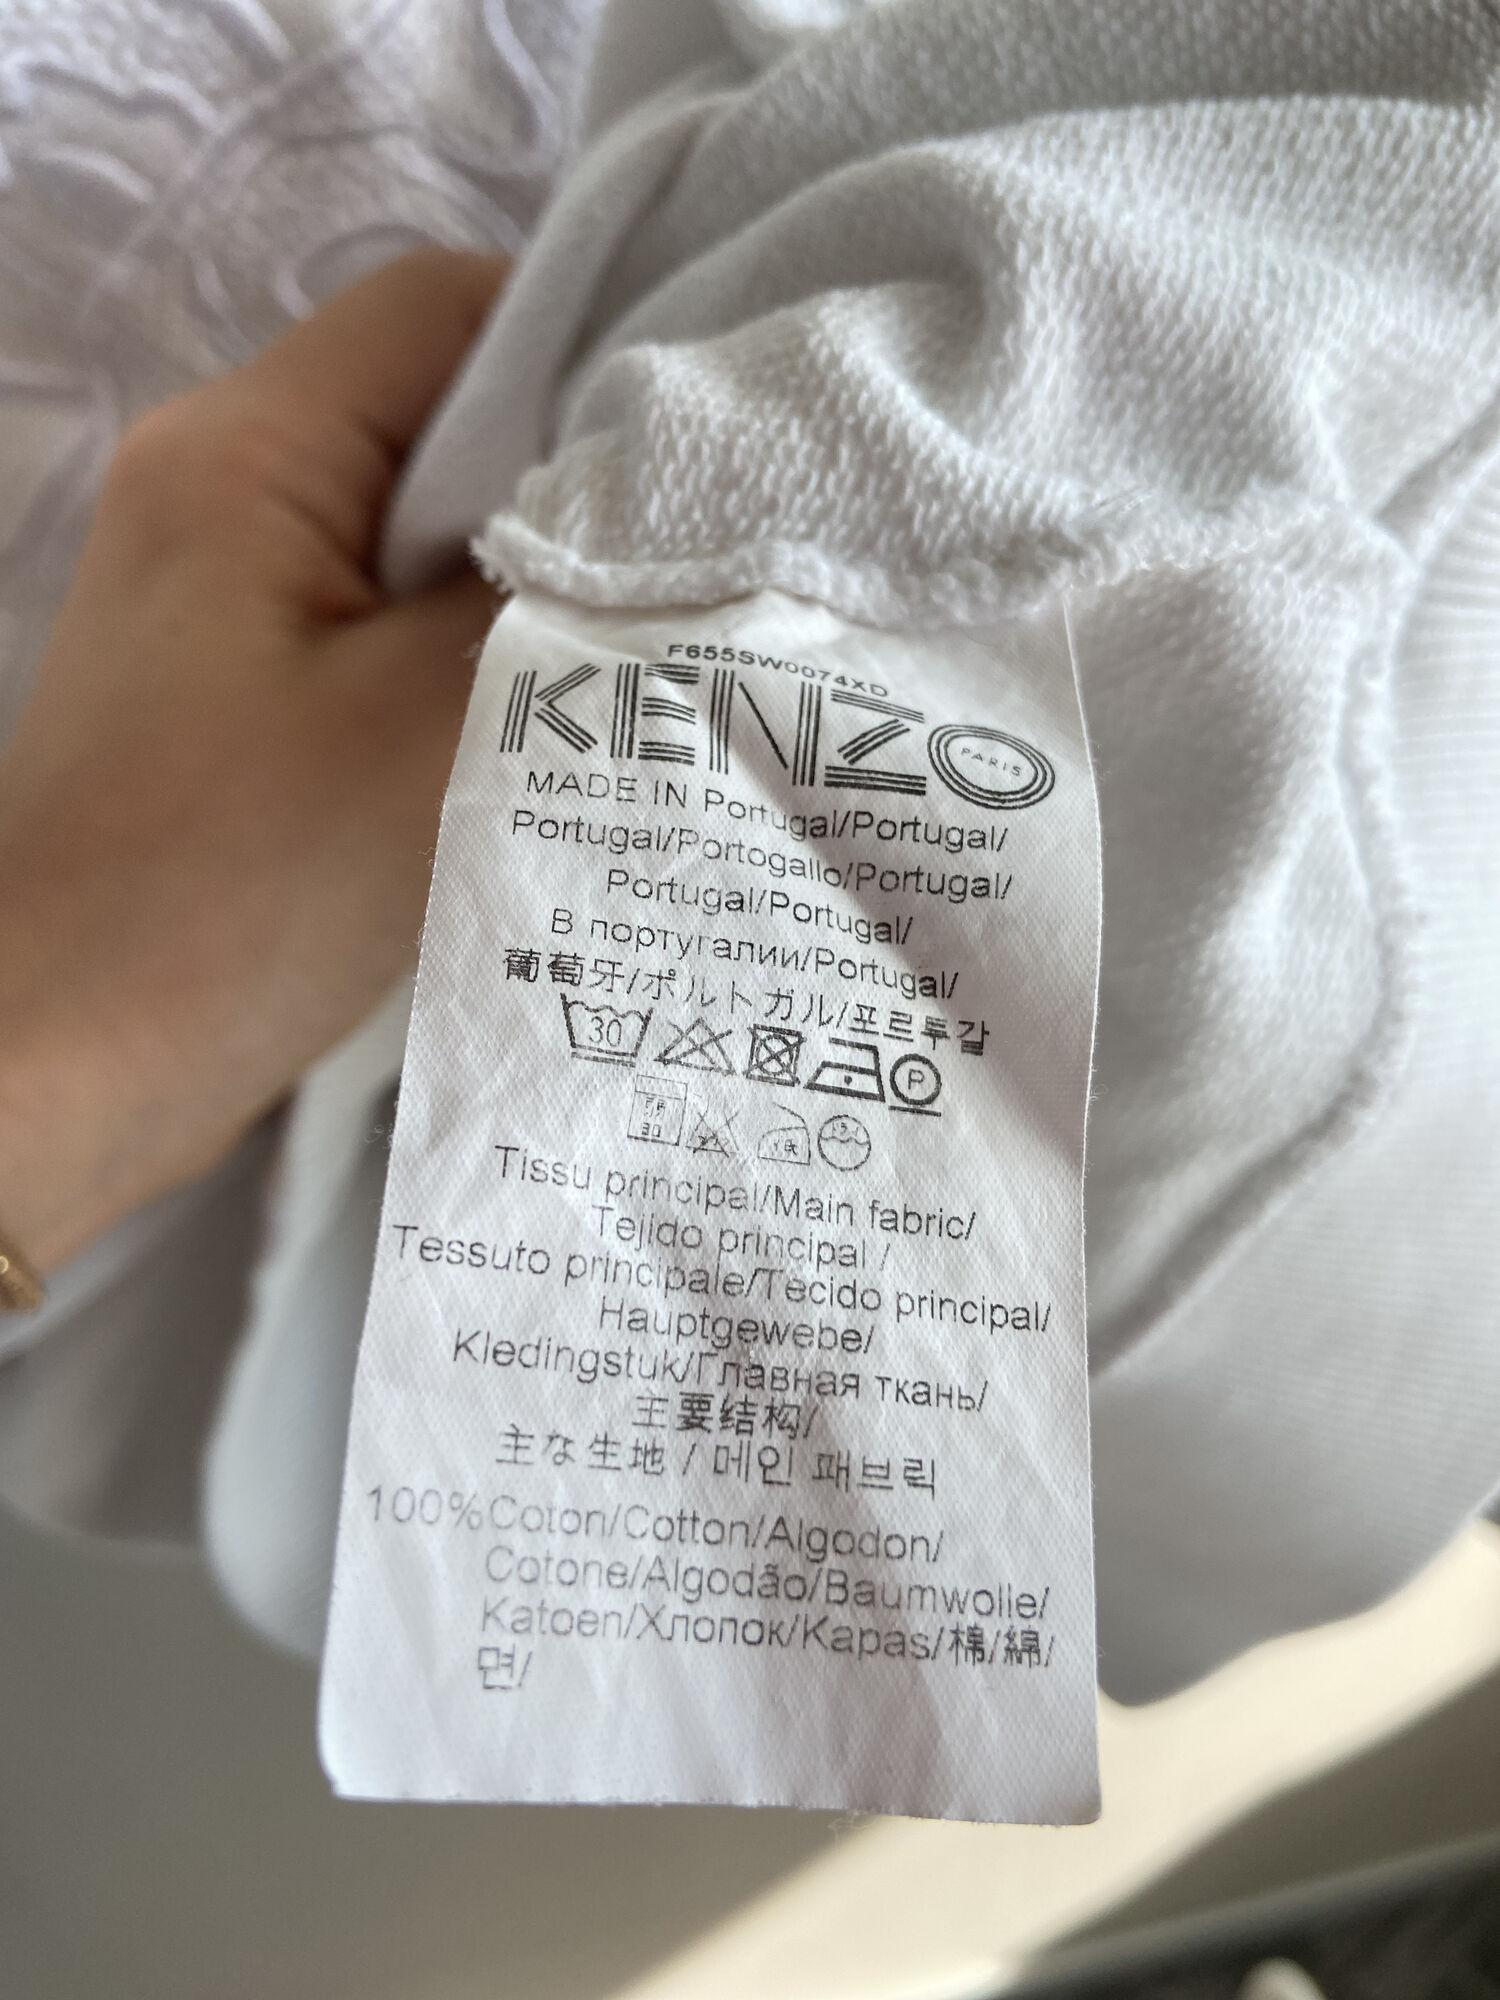 F655SW0074XD
KENZO
PARIS
MADE IN Portugal/Portugal/
Portugal/Portogallo/Portugal/
Portugal/Portugal/
В португалии/Portugal/
葡萄牙/ポルトガル/포르투갈
30 P
30
Tissu principal/Main fabric/
Tejido principal /
Tessuto principale/Tecido principal/
Hauptgewebe/
Kledingstuk/Главная ткань/
主要结构/
主な生地 / 메인 패브릭
100%Coton/Cotton/Algodon/
Cotone/Algodão/Baumwolle/
Katoen/Хлопок/Kapas/棉/綿/
면/